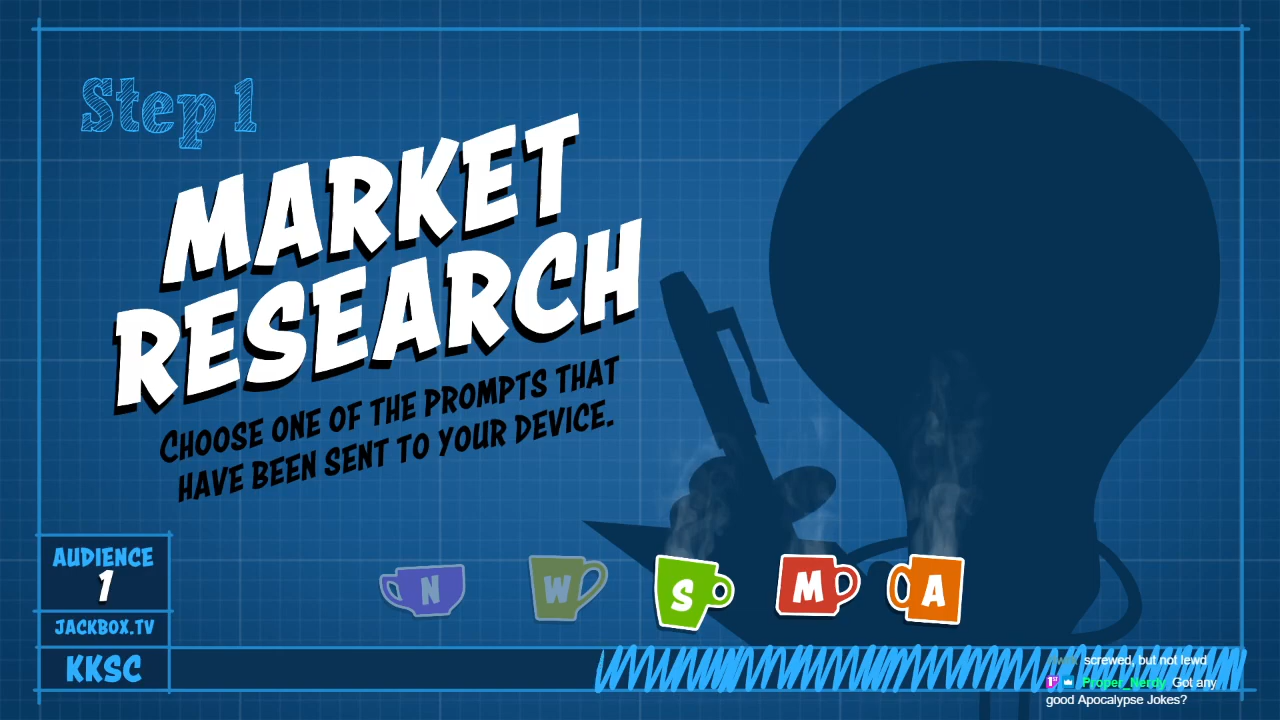 Step 1
MARKET
RESEARCH
CHOOSE ONE OF THE PROMPTS THAT
HAVE BEEN SENT TO YOUR DEVICE.
AUDIENCE
1
JACKBOX.TV
KKSC
N
W
S
M
A
screwed, but not lewd
1st Proper_Nerdy Got any
good Apocalypse Jokes?